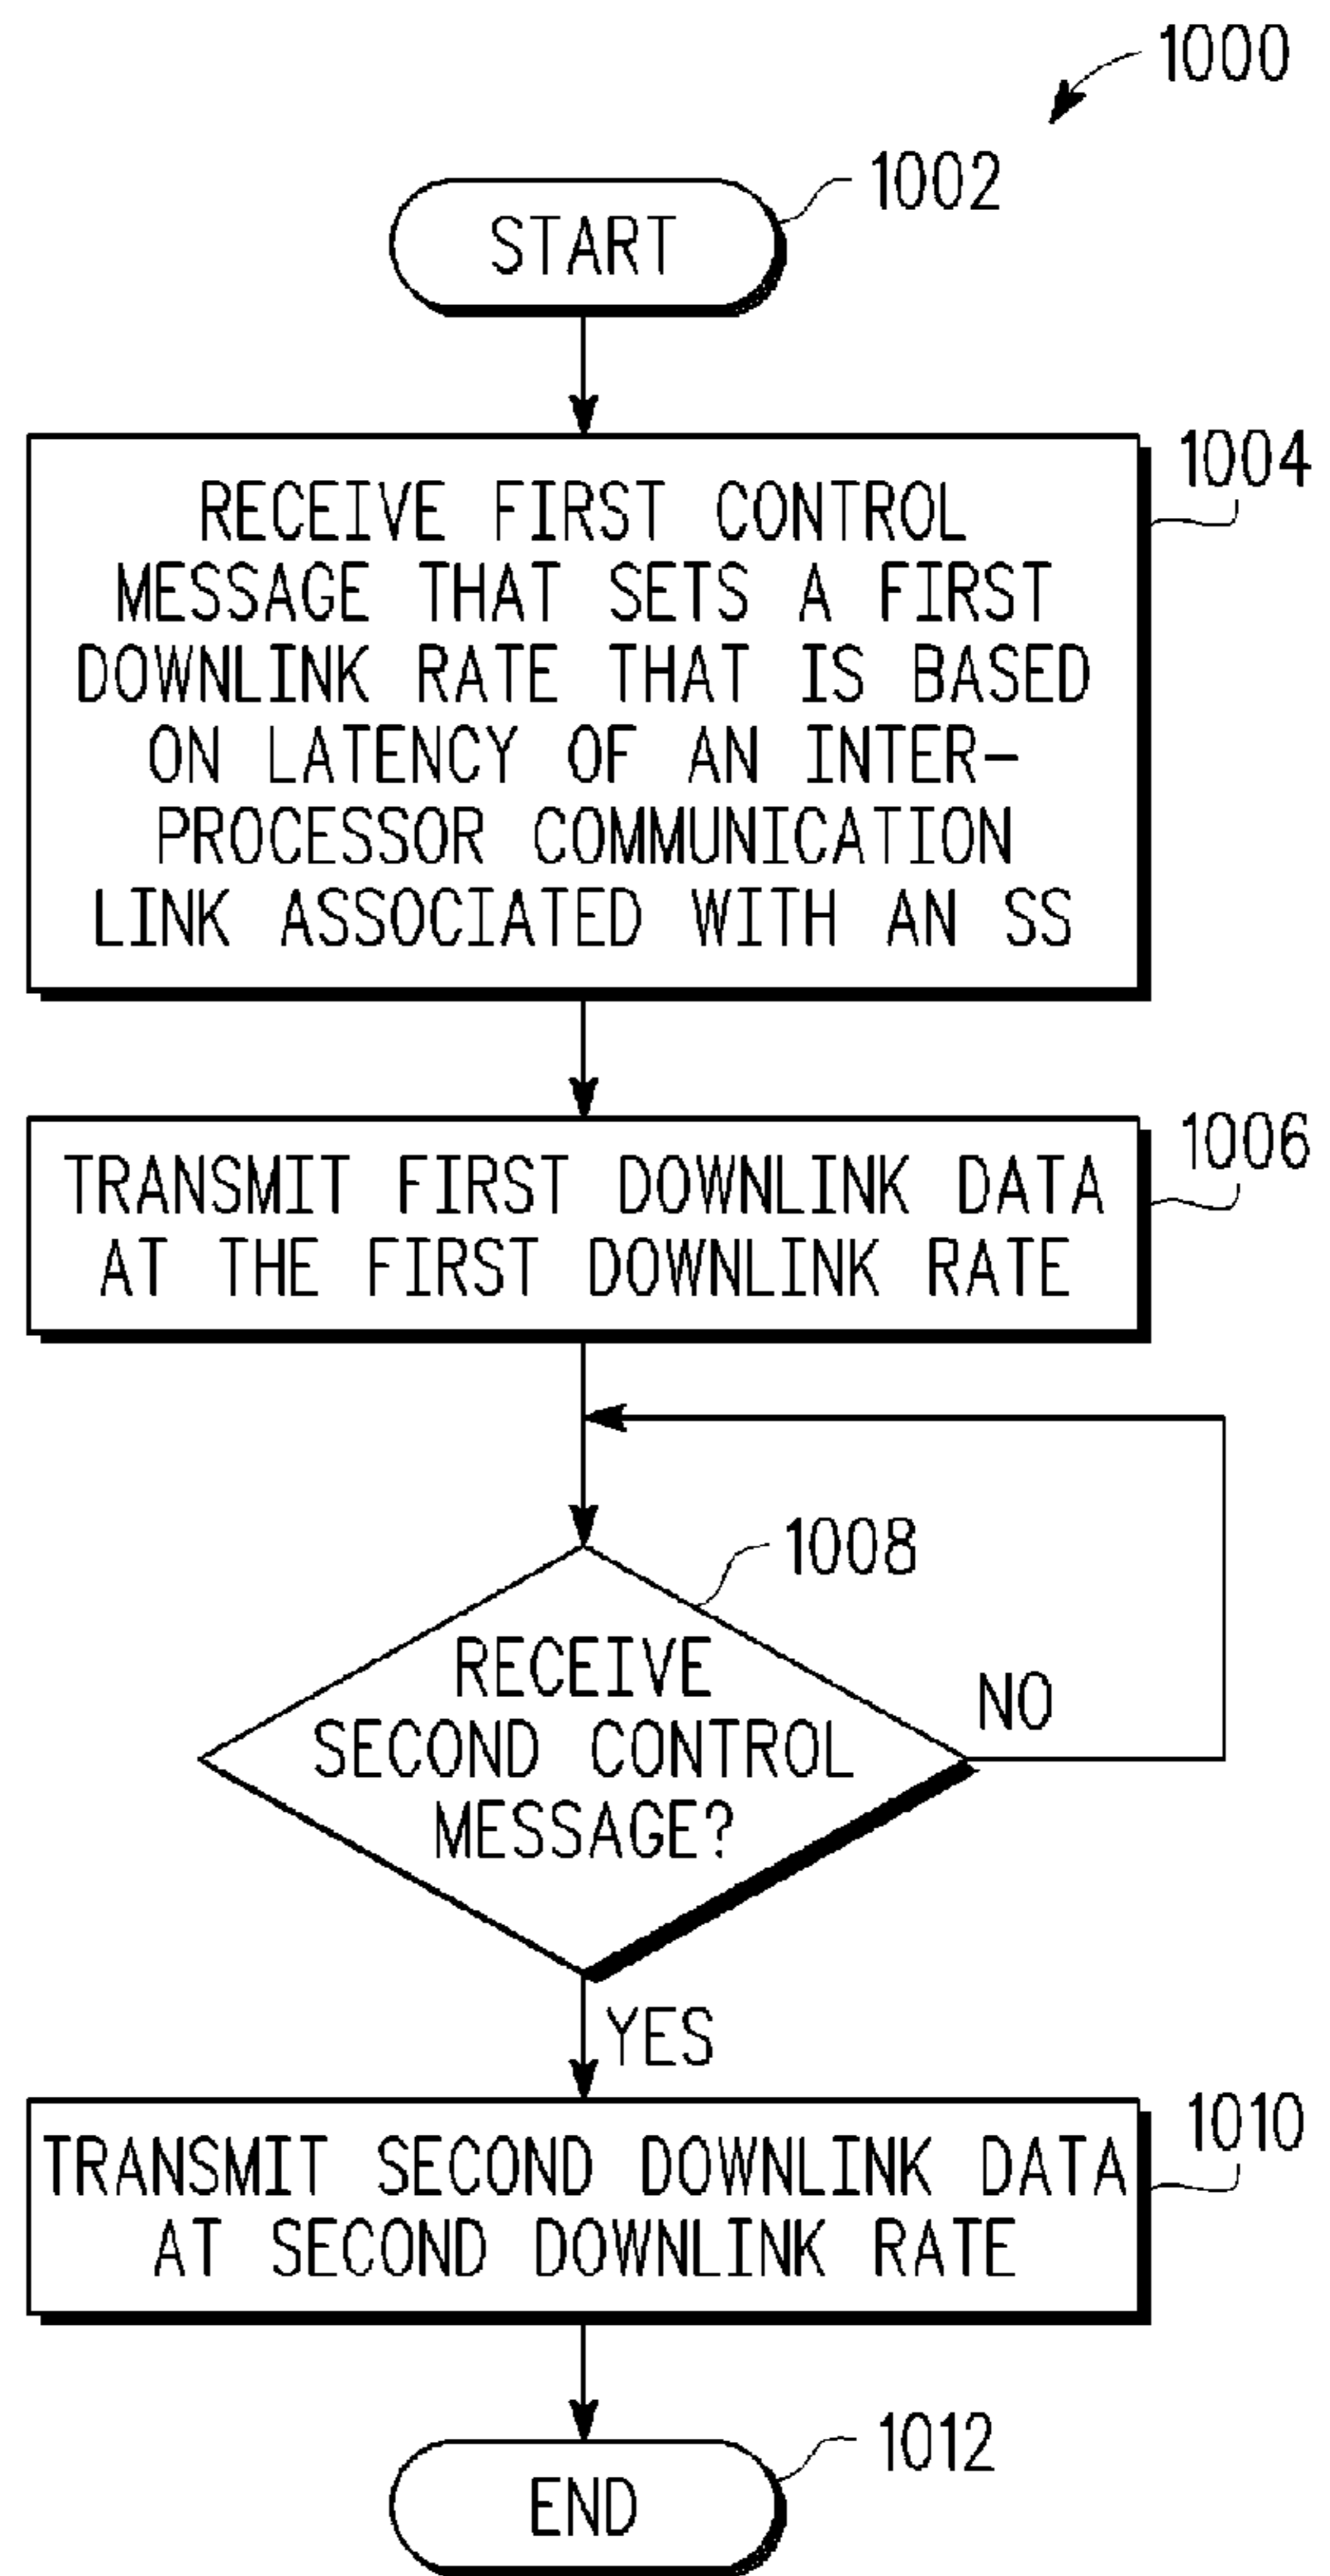 1000
1002
START
1004
RECEIVE FIRST CONTROL
MESSAGE THAT SETS A FIRST
DOWNLINK RATE THAT IS BASED
ON LATENCY OF AN INTER-
PROCESSOR COMMUNICATION
LINK ASSOCIATED WITH AN SS
1006
TRANSMIT FIRST DOWNLINK DATA
AT THE FIRST DOWNLINK RATE
1008
RECEIVE
SECOND CONTROL
MESSAGE?
NO
YES
1010
TRANSMIT SECOND DOWNLINK DATA
AT SECOND DOWNLINK RATE
1012
END